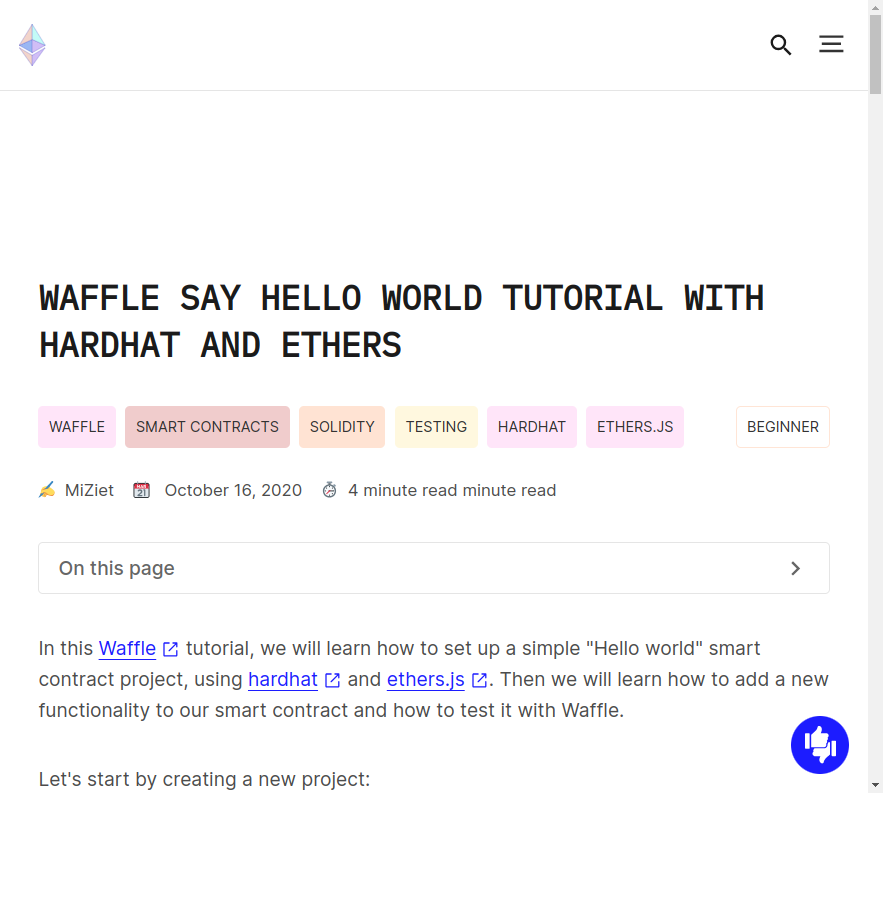 WAFFLE SAY HELLO WORLD TUTORIAL WITH
HARDHAT AND ETHERS
WAFFLE SMART CONTRACTS SOLIDITY TESTING HARDHAT ETHERS.JS BEGINNER
MiZiet October 16, 2020 4 minute read minute read
On this page
In this Waffle tutorial, we will learn how to set up a simple "Hello world" smart
contract project, using hardhat and ethers.js. Then we will learn how to add a new
functionality to our smart contract and how to test it with Waffle.
Let's start by creating a new project: